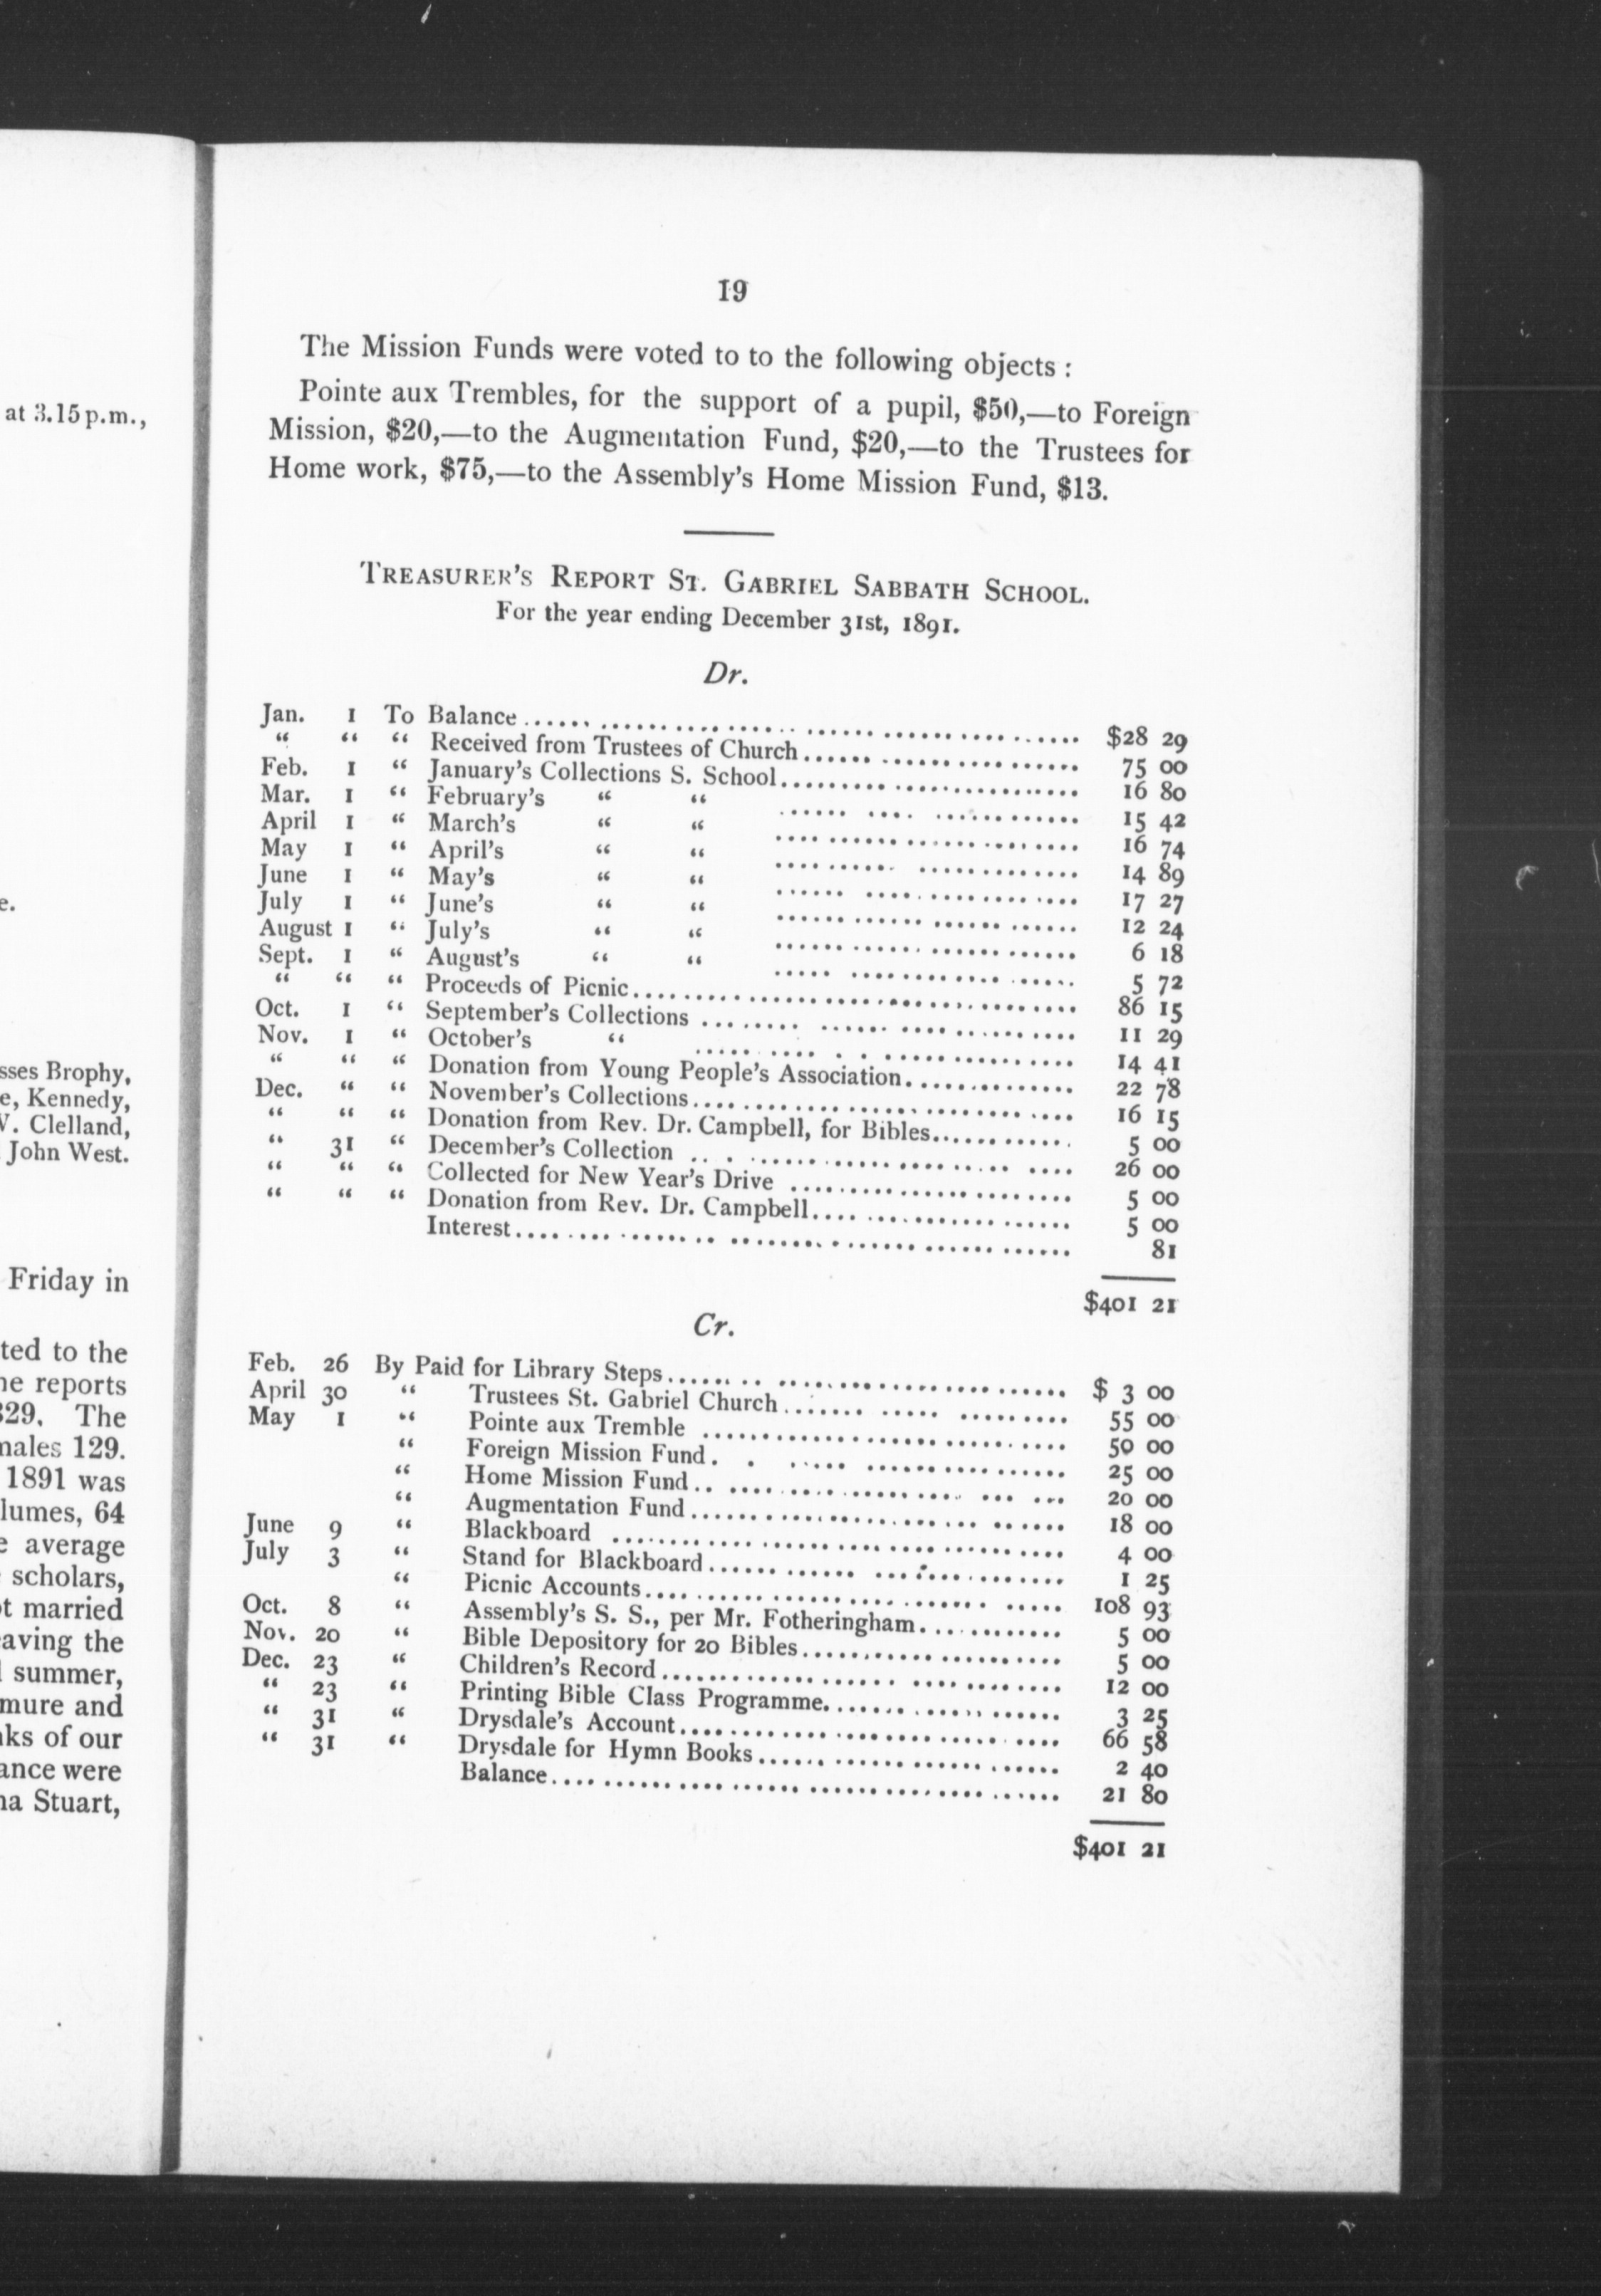 at 3.15 p.m.,
e.
sses Brophy,
e, Kennedy,
V. Clelland,
John West.
Friday in
ted to the
ne reports
329. The
nales 129.
1891 was
lumes, 64
e average
scholars,
ot married
eaving the
l summer,
mure and
nks of our
ance were
na Stuart,
19
The Mission Funds were voted to to the following objects :
Pointe aux Trembles, for the support of a pupil, $50,—to Foreign
Mission, $20,—to the Augmentation Fund, $20,—to the Trustees for
Home work, $75,—to the Assembly's Home Mission Fund, $13.
TREASURER'S REPORT ST. GABRIEL SABBATH SCHOOL.
For the year ending December 31st, 1891.
Dr.
Jan. 1 To Balance.................... $28 29
" " " Received from Trustees of Church.................... 75 00
Feb. 1 " January's Collections S. School.................... 16 80
Mar. 1 " February's " " .................... 15 42
April 1 " March's " " .................... 16 74
May 1 " April's " " .................... 14 89
June 1 " May's " " .................... 17 27
July 1 " June's " " .................... 12 24
August 1 " July's " " .................... 6 18
Sept. 1 " August's " " .................... 5 72
" " " Proceeds of Picnic.................... 86 15
Oct. 1 " September's Collections .................... 11 29
Nov. 1 " October's " .................... 14 41
" " " Donation from Young People's Association.................... 22 78
Dec. " " November's Collections.................... 16 15
" " " Donation from Rev. Dr. Campbell, for Bibles.................... 5 00
" 31 " December's Collection .................... 26 00
" " " Collected for New Year's Drive .................... 5 00
" " " Donation from Rev. Dr. Campbell.................... 5 00
Interest.................... 81
$401 21
Cr.
Feb. 26 By Paid for Library Steps.................... $ 3 00
April 30 " Trustees St. Gabriel Church.................... 55 00
May 1 " Pointe aux Tremble .................... 50 00
" Foreign Mission Fund.................... 25 00
" Home Mission Fund.................... 20 00
" Augmentation Fund.................... 18 00
June 9 " Blackboard .................... 4 00
July 3 " Stand for Blackboard.................... 1 25
" Picnic Accounts.................... 108 93
Oct. 8 " Assembly's S. S., per Mr. Fotheringham.................... 5 00
Nov. 20 " Bible Depository for 20 Bibles.................... 5 00
Dec. 23 " Children's Record.................... 12 00
" 23 " Printing Bible Class Programme.................... 3 25
" 31 " Drysdale's Account.................... 66 58
" 31 " Drysdale for Hymn Books.................... 2 40
Balance.................... 21 80
$401 21